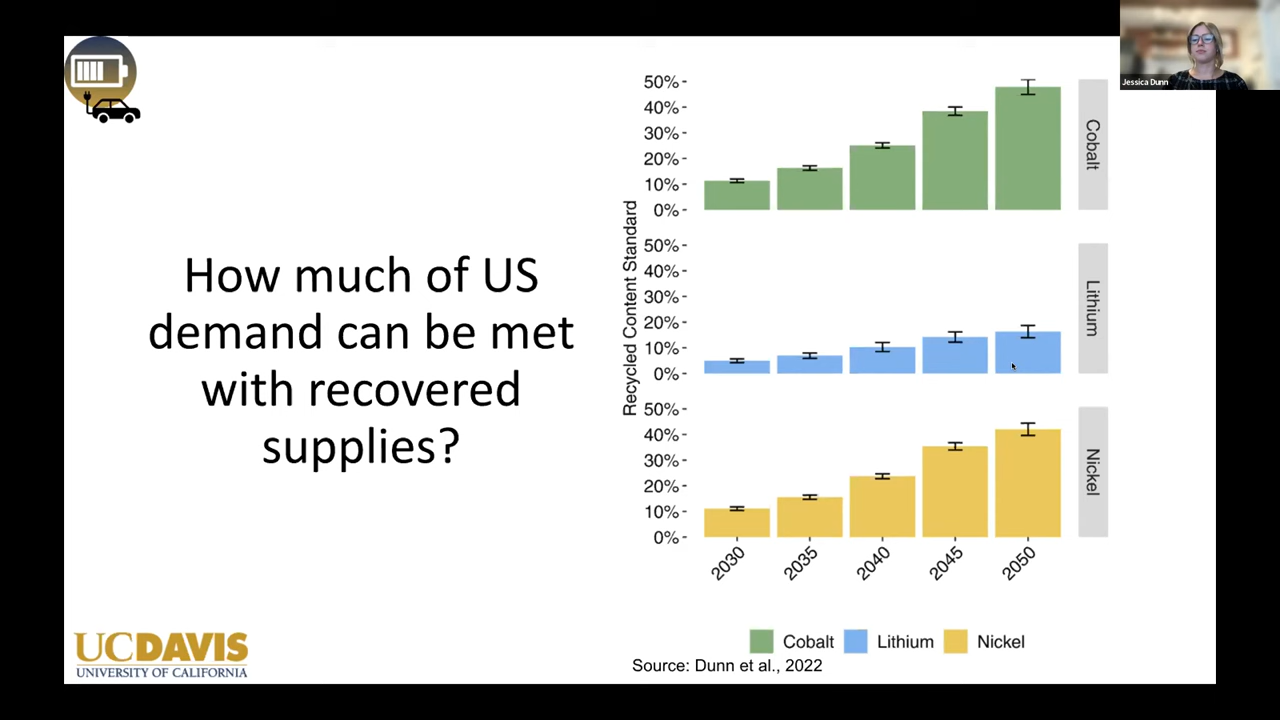 Jessica Dunn
How much of US
demand can be met
with recovered
supplies?
Recycled Content Standard
50%
40%
30%
20%
10%
0%
Cobalt
50%
40%
30%
20%
10%
0%
Lithium
50%
40%
30%
20%
10%
0%
Nickel
2030
2035
2040
2045
2050
Cobalt
Lithium
Nickel
Source: Dunn et al., 2022
UCDAVIS
UNIVERSITY OF CALIFORNIA